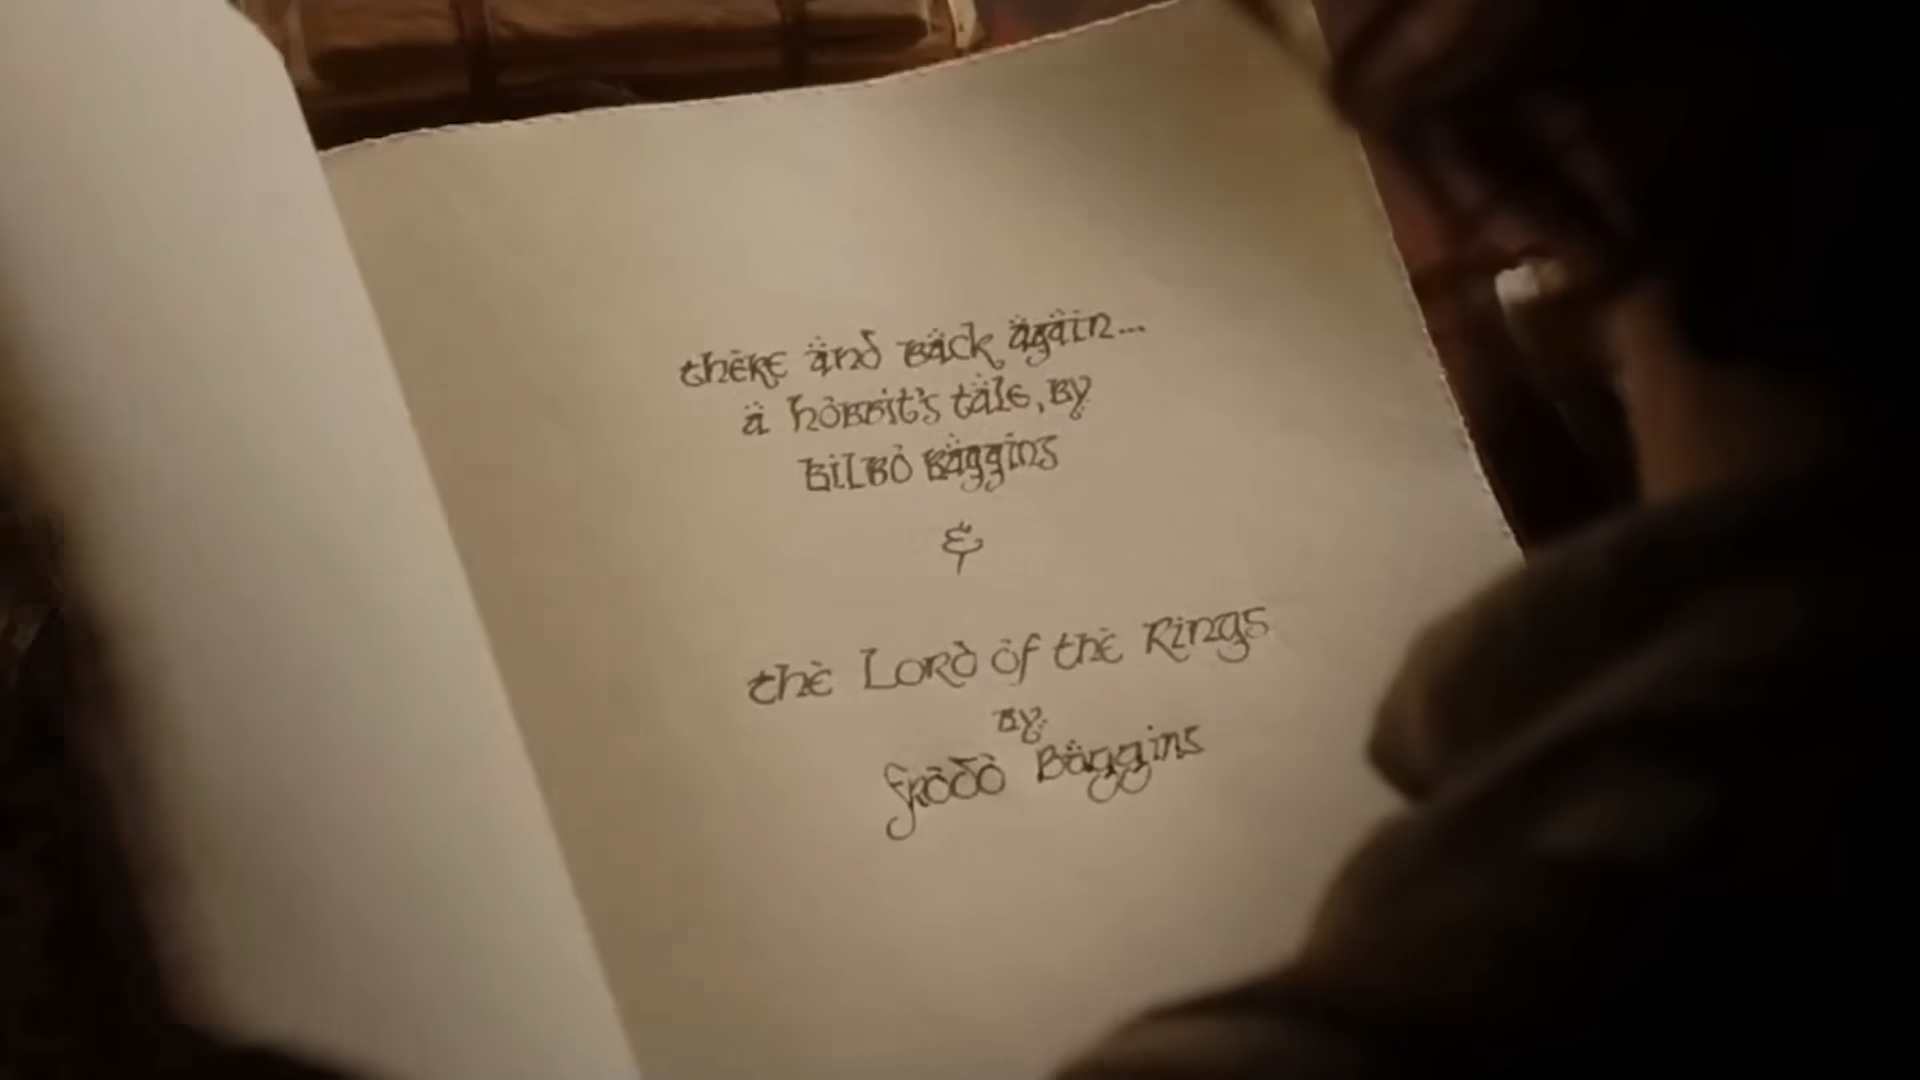 there and Back again...
a hobbit's tale, by
Bilbo Baggins
&
the Lord of the Rings
by
Frodo Baggins